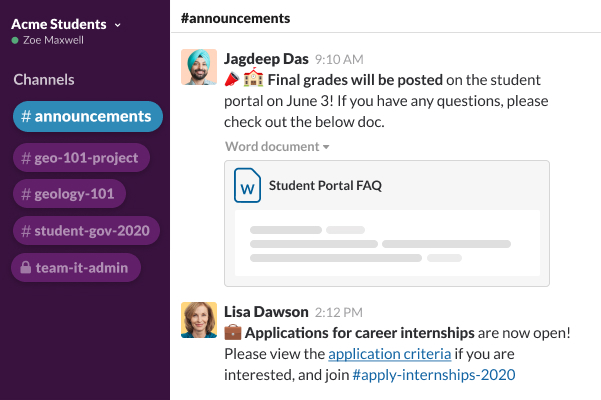 Acme Students
Zoe Maxwell
Channels
# announcements
# geo-101-project
# geology-101
# student-gov-2020
team-it-admin
#announcements
Jagdeep Das 9:10 AM
Final grades will be posted on the student
portal on June 3! If you have any questions, please
check out the below doc.
Word document
W Student Portal FAQ
Lisa Dawson 2:12 PM
Applications for career internships are now open!
Please view the application criteria if you are
interested, and join #apply-internships-2020